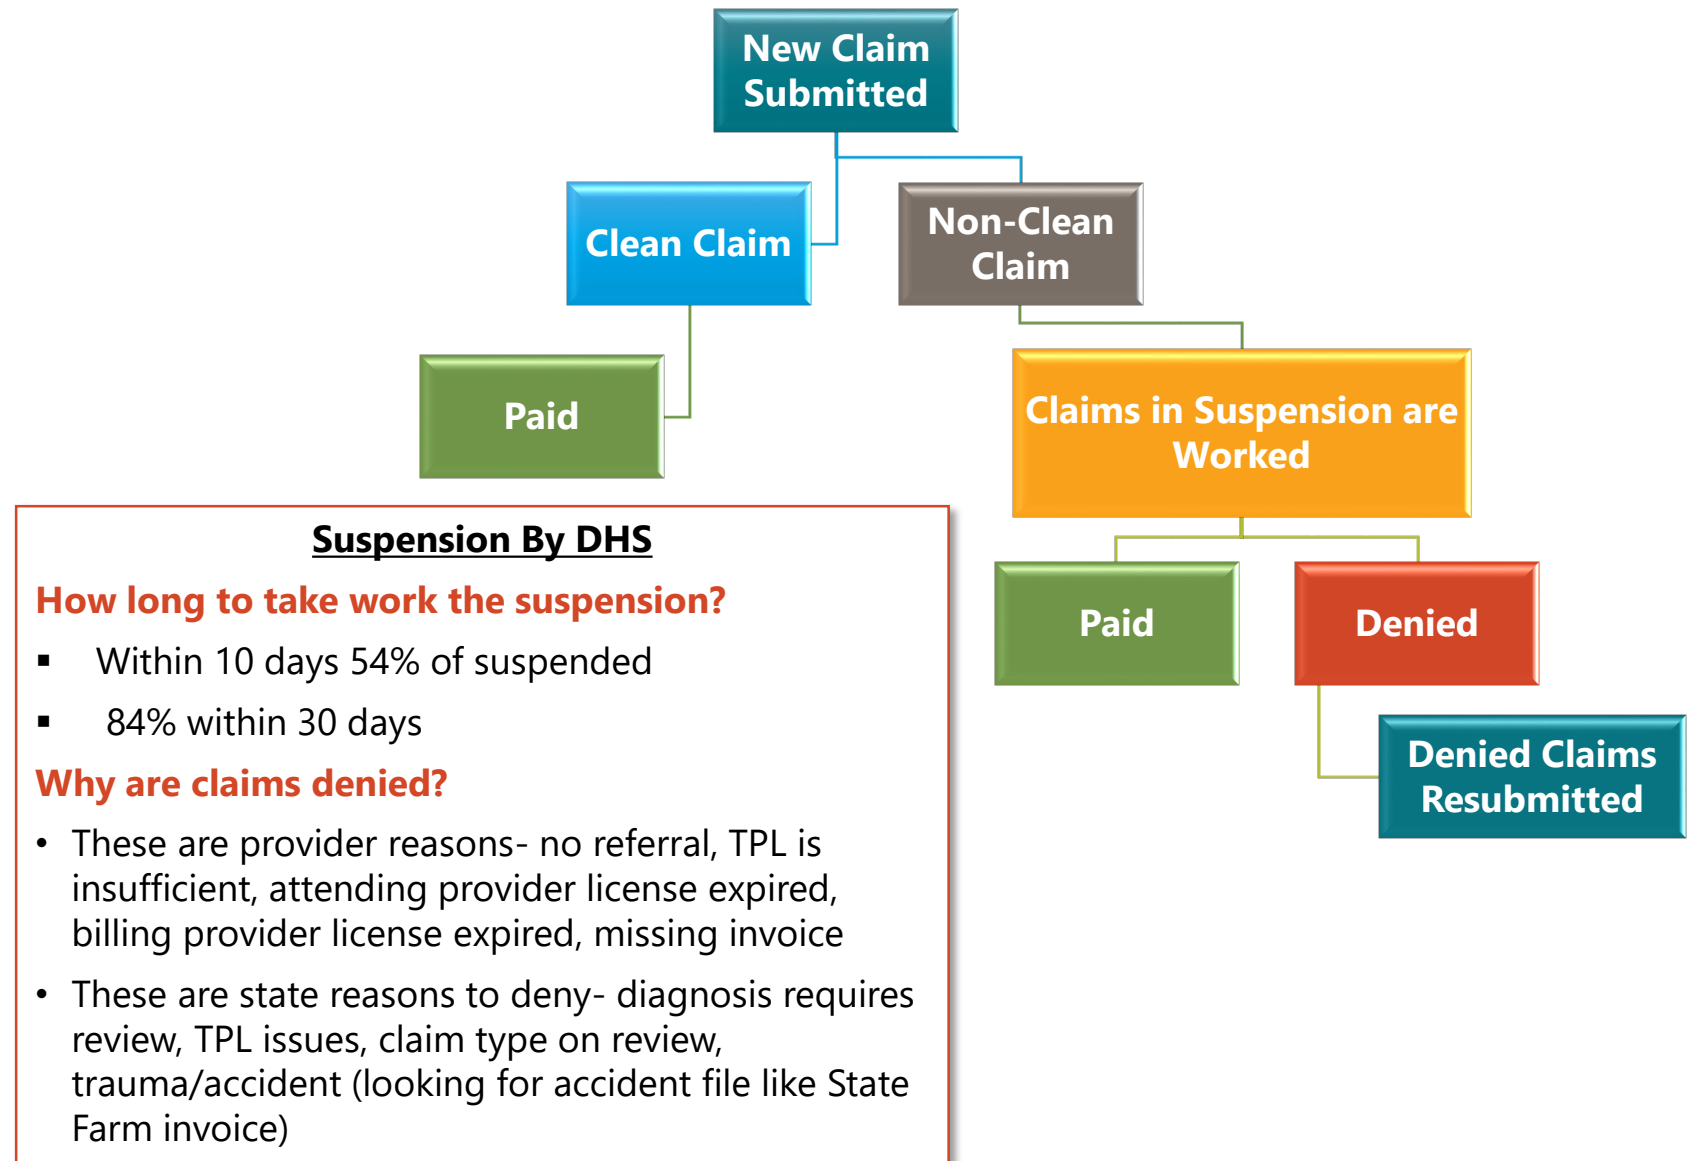 New Claim
Submitted
Clean Claim
Non-Clean
Claim
Paid
Claims in Suspension are
Worked
Paid
Denied
Denied Claims
Resubmitted
Suspension By DHS
How long to take work the suspension?
▪ Within 10 days 54% of suspended
▪ 84% within 30 days
Why are claims denied?
• These are provider reasons- no referral, TPL is
insufficient, attending provider license expired,
billing provider license expired, missing invoice
• These are state reasons to deny- diagnosis requires
review, TPL issues, claim type on review,
trauma/accident (looking for accident file like State
Farm invoice)